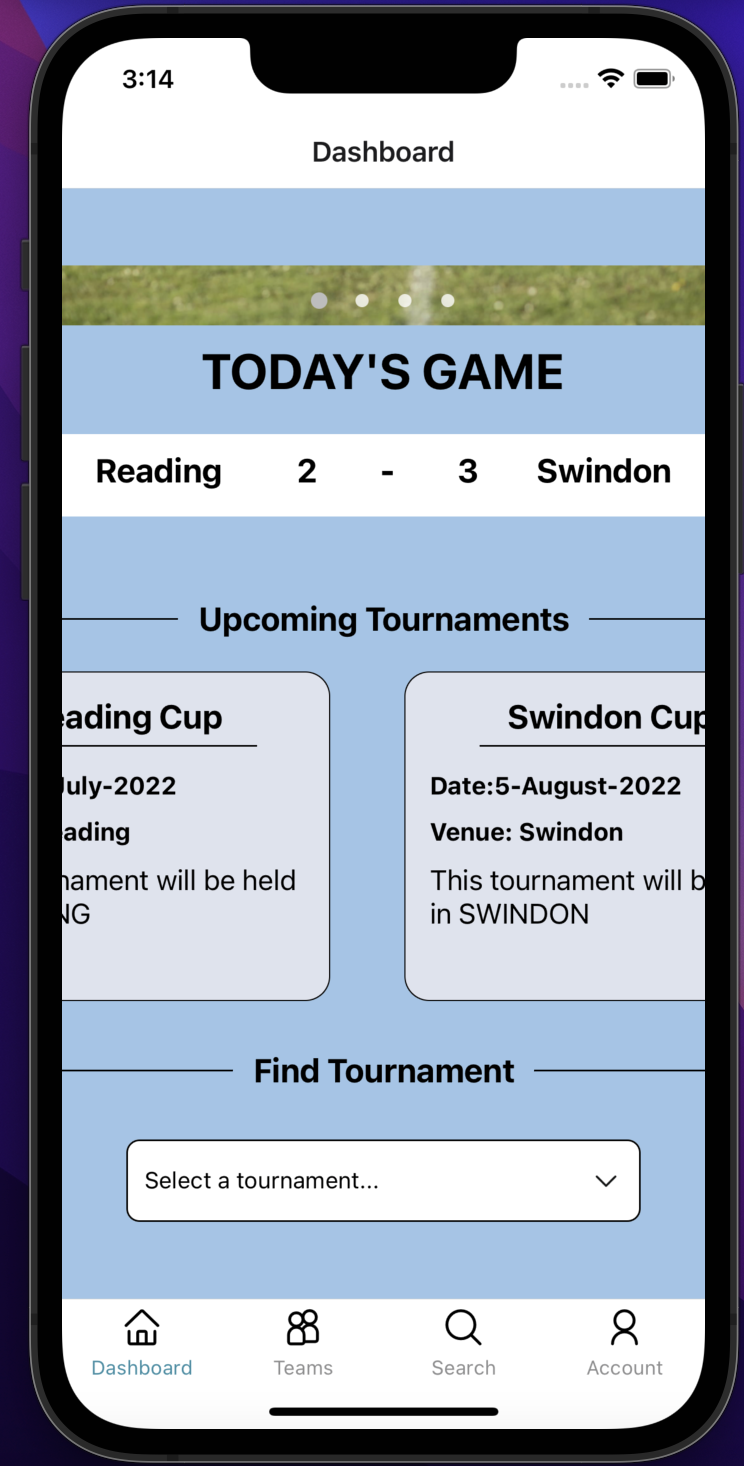 3:14
Dashboard
TODAY'S GAME
Reading 2 - 3 Swindon
Upcoming Tournaments
eading Cup
July-2022
eading
nament will be held
NG
Swindon Cup
Date:5-August-2022
Venue: Swindon
This tournament will b
in SWINDON
Find Tournament
Select a tournament...
Dashboard Teams Search Account